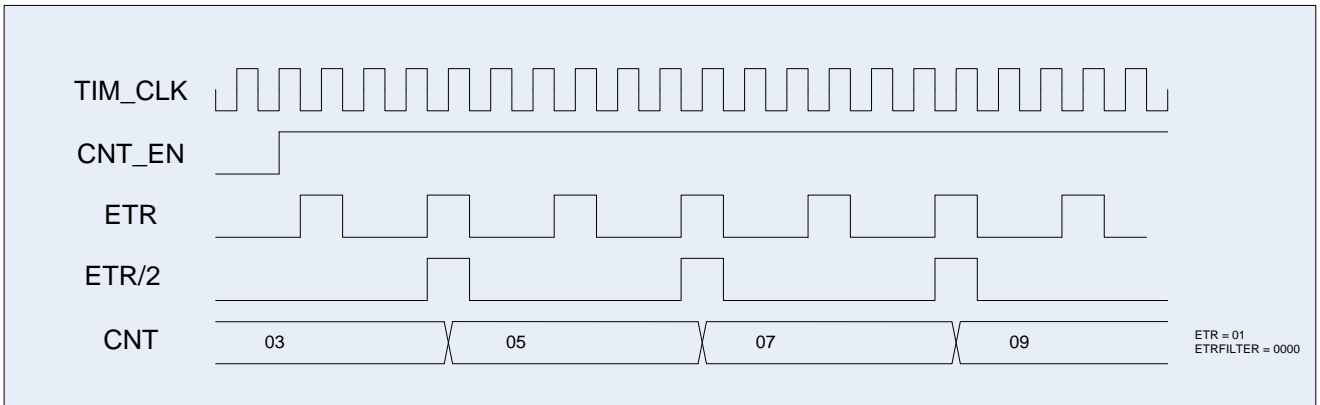 TIM_CLK
CNT_EN
ETR
ETR/2
CNT 03 05 07 09
ETR = 01
ETRFILTER = 0000